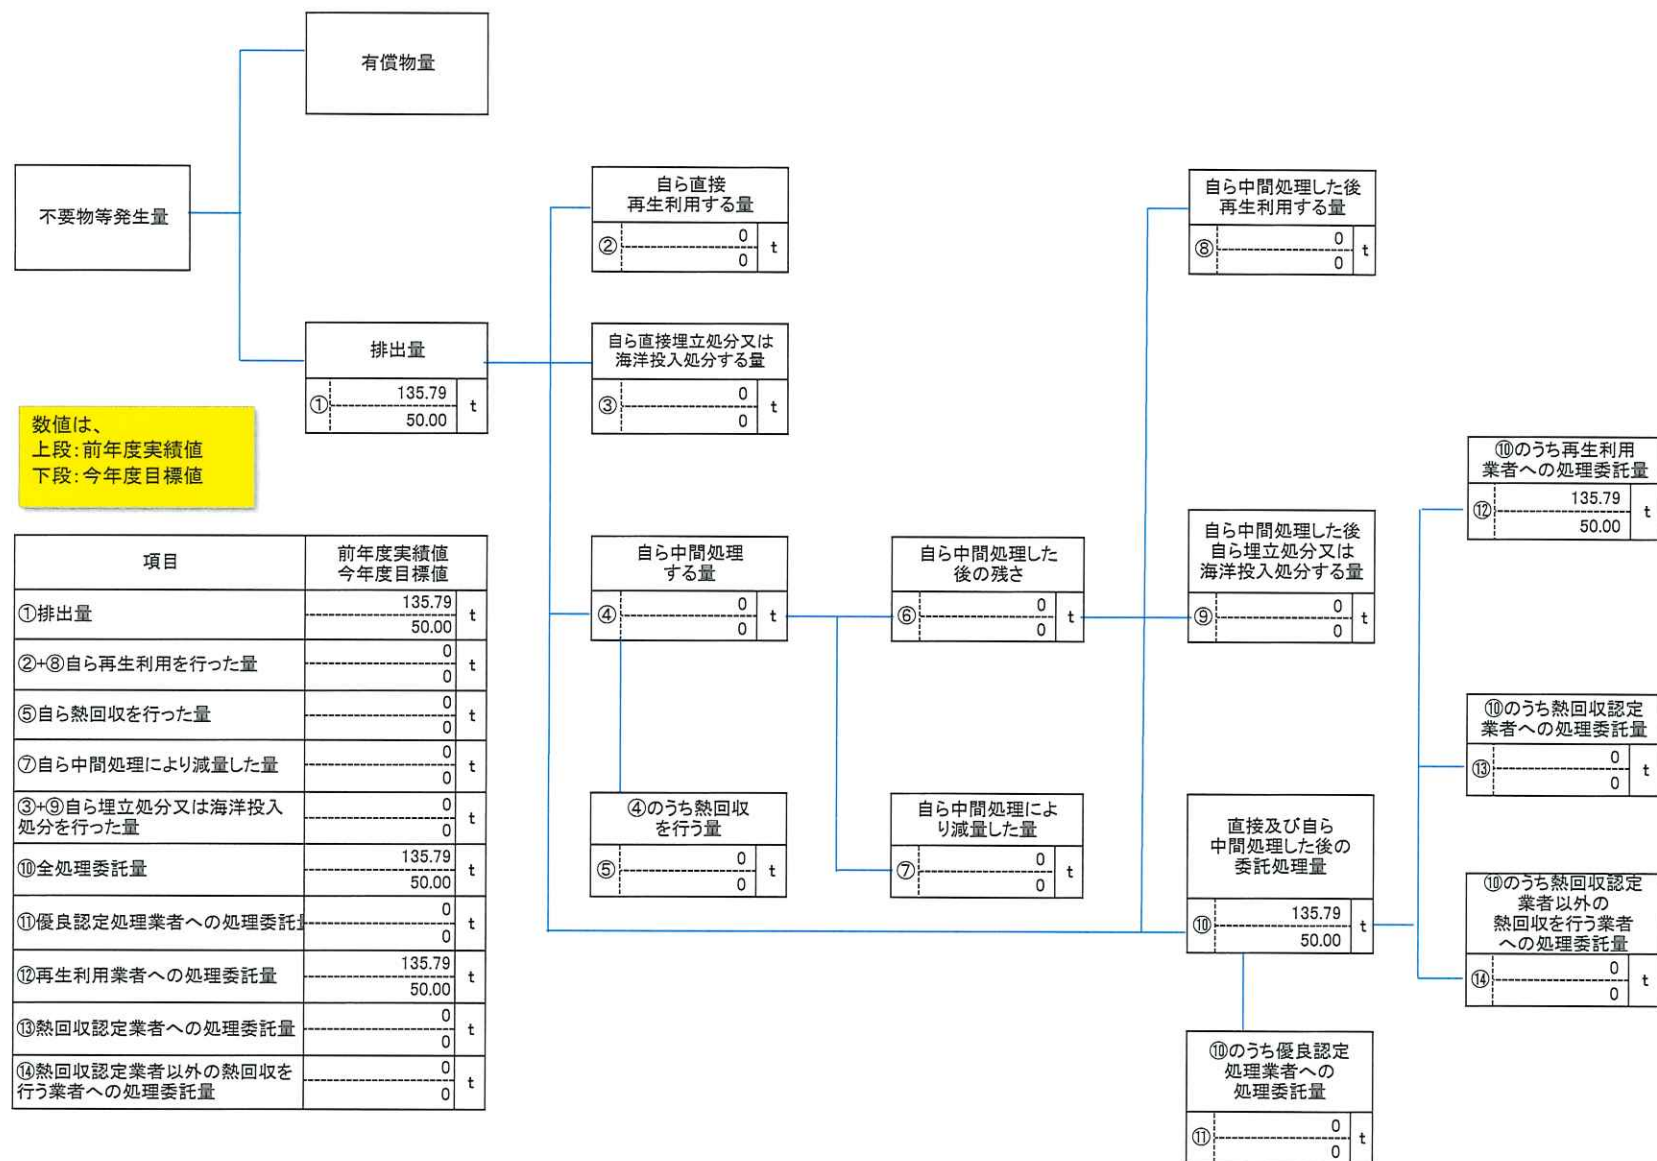 有償物量
不要物等発生量
排出量
①
135.79
50.00
t
数値は、
上段:前年度実績値
下段:今年度目標値
項目
前年度実績値
今年度目標値
①排出量
135.79
50.00
t
②+⑧自ら再生利用を行った量
0
0
t
⑤自ら熱回収を行った量
0
0
t
⑦自ら中間処理により減量した量
0
0
t
③+⑨自ら埋立処分又は海洋投入
処分を行った量
0
0
t
⑩全処理委託量
135.79
50.00
t
⑪優良認定処理業者への処理委託
0
0
t
⑫再生利用業者への処理委託量
135.79
50.00
t
⑬熱回収認定業者への処理委託量
0
0
t
⑭熱回収認定業者以外の熱回収を
行う業者への処理委託量
0
0
t
自ら直接
再生利用する量
②
0
0
t
自ら直接埋立処分又は
海洋投入処分する量
③
0
0
t
自ら中間処理
する量
④
0
0
t
④のうち熱回収
を行う量
⑤
0
0
t
自ら中間処理した
後の残さ
⑥
0
0
t
自ら中間処理によ
り減量した量
⑦
0
0
t
自ら中間処理した後
再生利用する量
⑧
0
0
t
自ら中間処理した後
自ら埋立処分又は
海洋投入処分する量
⑨
0
0
t
直接及び自ら
中間処理した後の
委託処理量
⑩
135.79
50.00
t
⑩のうち優良認定
処理業者への
処理委託量
⑪
0
0
t
⑩のうち再生利用
業者への処理委託量
⑫
135.79
50.00
t
⑩のうち熱回収認定
業者への処理委託量
⑬
0
0
t
⑩のうち熱回収認定
業者以外の
熱回収を行う業者
への処理委託量
⑭
0
0
t